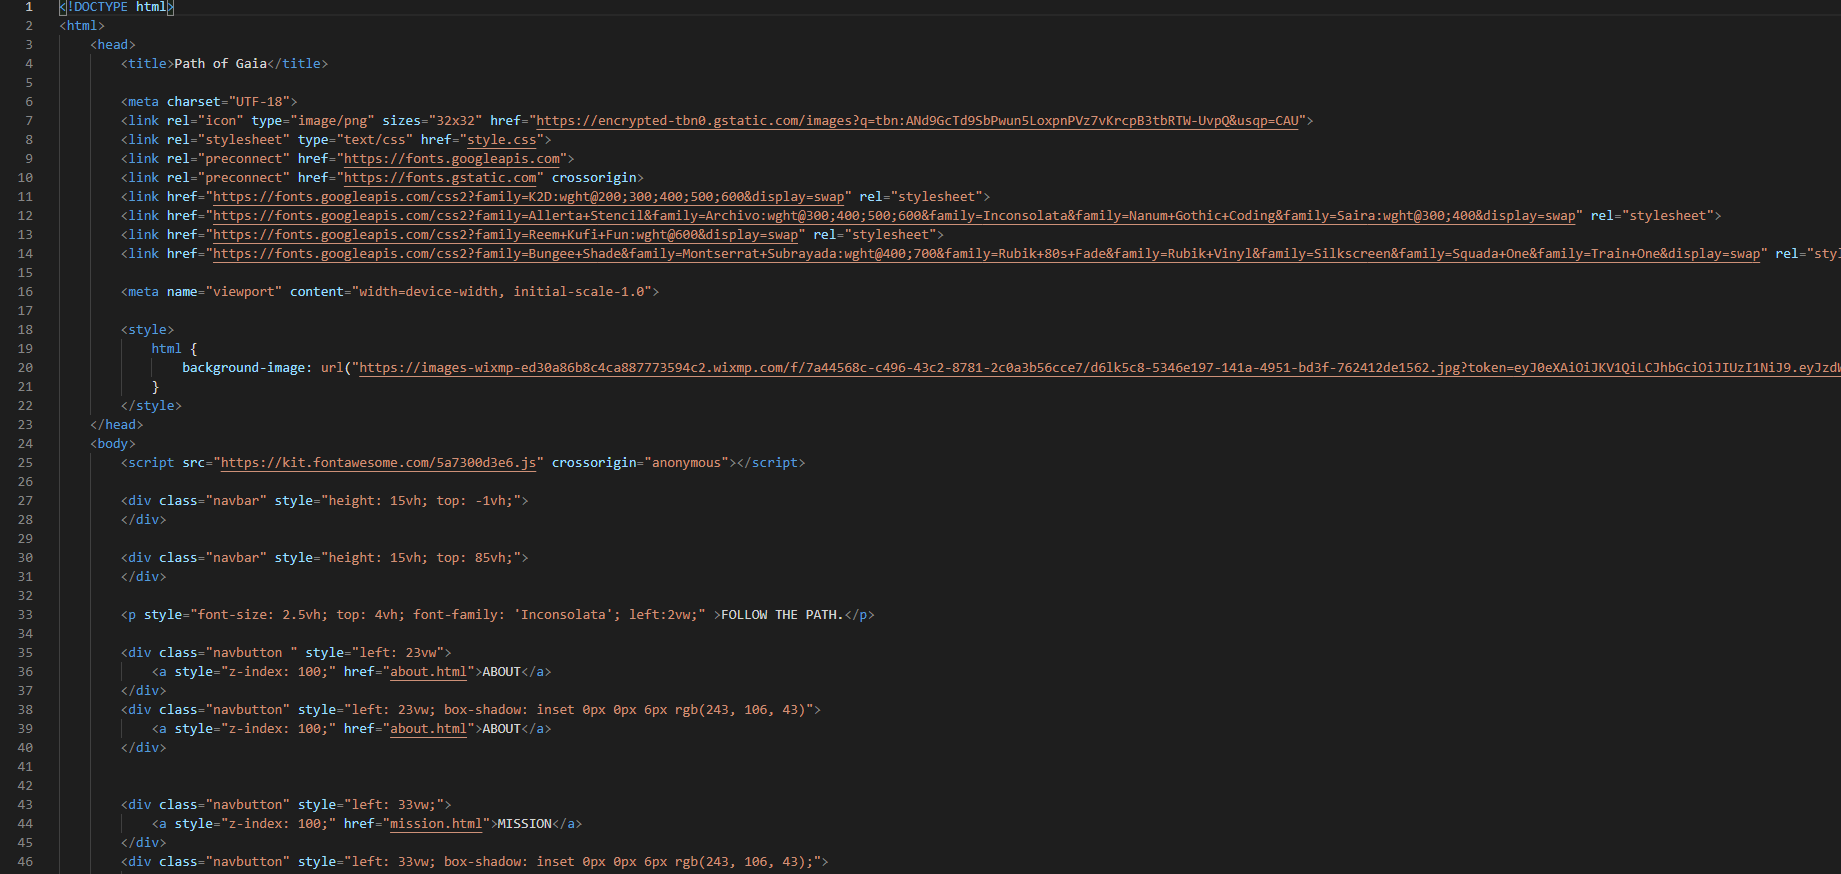 1 <!DOCTYPE html>
2 <html>
3 <head>
4 <title>Path of Gaia</title>
5
6 <meta charset="UTF-18">
7 <link rel="icon" type="image/png" sizes="32x32" href="https://encrypted-tbn0.gstatic.com/images?q=tbn:ANd9GcTd9SbPwun5LoxpnPVz7vKrcpB3tbRTW-UvpQ&usqp=CAU">
8 <link rel="stylesheet" type="text/css" href="style.css">
9 <link rel="preconnect" href="https://fonts.googleapis.com">
10 <link rel="preconnect" href="https://fonts.gstatic.com" crossorigin>
11 <link href="https://fonts.googleapis.com/css2?family=K2D:wght@200;300;400;500;600&display=swap" rel="stylesheet">
12 <link href="https://fonts.googleapis.com/css2?family=Allerta+Stencil&family=Archivo:wght@300;400;500;600&family=Inconsolata&family=Nanum+Gothic+Coding&family=Saira:wght@300;400&display=swap" rel="stylesheet">
13 <link href="https://fonts.googleapis.com/css2?family=Reem+Kufi+Fun:wght@600&display=swap" rel="stylesheet">
14 <link href="https://fonts.googleapis.com/css2?family=Bungee+Shade&family=Montserrat+Subrayada:wght@400;700&family=Rubik+80s+Fade&family=Rubik+Vinyl&family=Silkscreen&family=Squada+One&family=Train+One&display=swap" rel="styl
15
16 <meta name="viewport" content="width=device-width, initial-scale-1.0">
17
18 <style>
19 html {
20 background-image: url("https://images-wixmp-ed30a86b8c4ca887773594c2.wixmp.com/f/7a44568c-c496-43c2-8781-2c0a3b56cce7/d6lk5c8-5346e197-141a-4951-bd3f-762412de1562.jpg?token=eyJ0eXAiOiJKV1QiLCJhbGciOiJIUzI1NiJ9.eyJzdW
21 }
22 </style>
23 </head>
24 <body>
25 <script src="https://kit.fontawesome.com/5a7300d3e6.js" crossorigin="anonymous"></script>
26
27 <div class="navbar" style="height: 15vh; top: -1vh;">
28 </div>
29
30 <div class="navbar" style="height: 15vh; top: 85vh;">
31 </div>
32
33 <p style="font-size: 2.5vh; top: 4vh; font-family: 'Inconsolata'; left:2vw;" >FOLLOW THE PATH.</p>
34
35 <div class="navbutton " style="left: 23vw">
36 <a style="z-index: 100;" href="about.html">ABOUT</a>
37 </div>
38 <div class="navbutton" style="left: 23vw; box-shadow: inset 0px 0px 6px rgb(243, 106, 43)">
39 <a style="z-index: 100;" href="about.html">ABOUT</a>
40 </div>
41
42
43 <div class="navbutton" style="left: 33vw;">
44 <a style="z-index: 100;" href="mission.html">MISSION</a>
45 </div>
46 <div class="navbutton" style="left: 33vw; box-shadow: inset 0px 0px 6px rgb(243, 106, 43);">